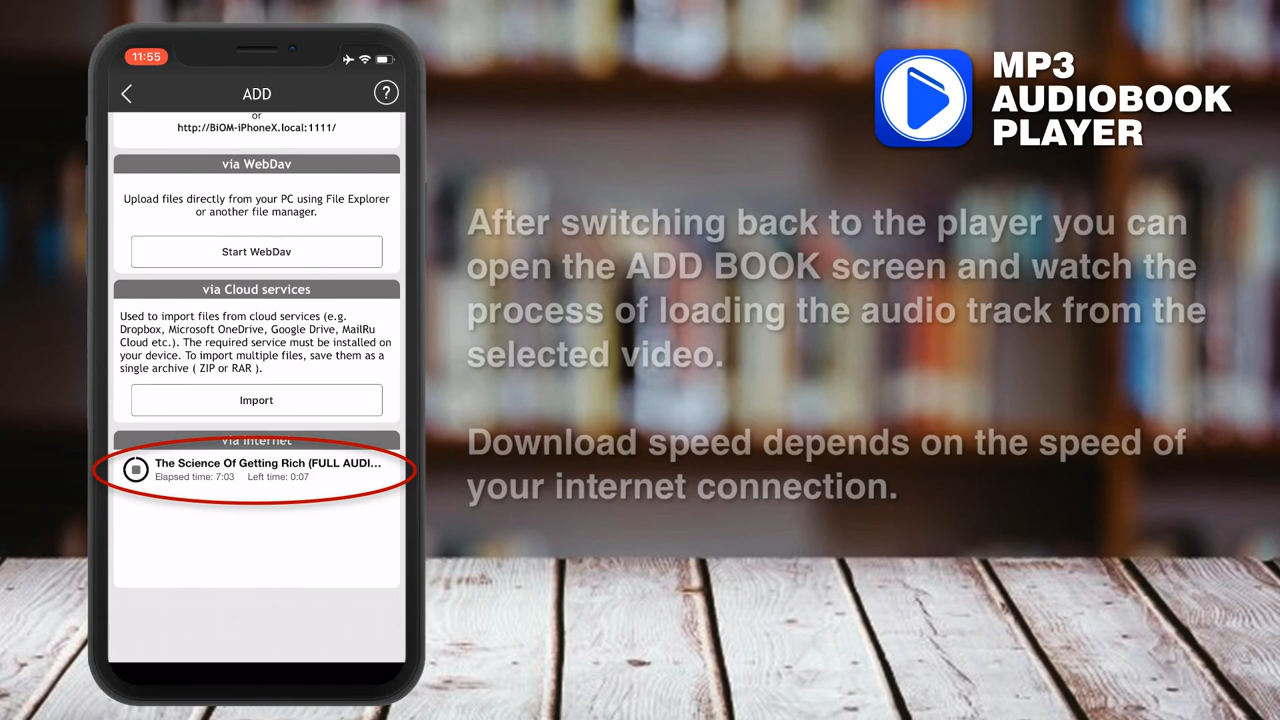 11:55
ADD
?
or
http://BiOM-iPhoneX.local:1111/
via WebDav
Upload files directly from your PC using File Explorer
or another file manager.
Start WebDav
via Cloud services
Used to import files from cloud services (e.g.
Dropbox, Microsoft OneDrive, Google Drive, MailRu
Cloud etc.). The required service must be installed on
your device. To import multiple files, save them as a
single archive ( ZIP or RAR ).
Import
via Internet
The Science Of Getting Rich (FULL AUDI...
Elapsed time: 7:03 Left time: 0:07
MP3
AUDIOBOOK
PLAYER
After switching back to the player you can
open the ADD BOOK screen and watch the
process of loading the audio track from the
selected video.
Download speed depends on the speed of
your internet connection.